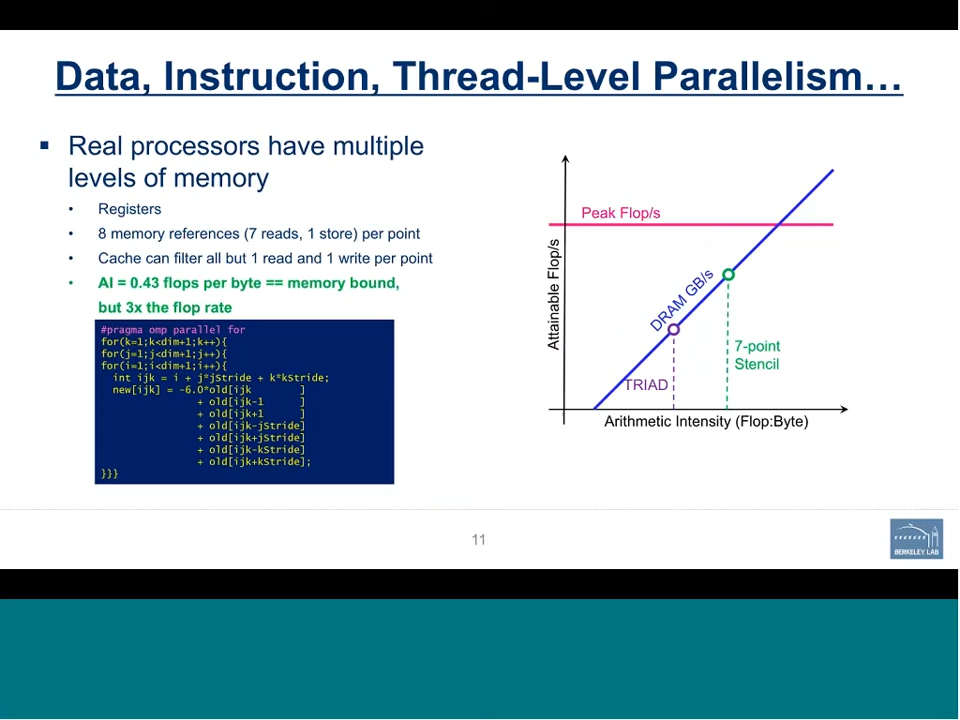 Data, Instruction, Thread-Level Parallelism…
▪ Real processors have multiple
levels of memory
• Registers
• 8 memory references (7 reads, 1 store) per point
• Cache can filter all but 1 read and 1 write per point
• AI = 0.43 flops per byte == memory bound,
but 3x the flop rate
#pragma omp parallel for
for(k=1;k<dim+1;k++){
for(j=1;j<dim+1;j++){
for(i=1;i<dim+1;i++){
int ijk = i + j*jStride + k*kStride;
new[ijk] = -6.0*old[ijk ]
+ old[ijk-1 ]
+ old[ijk+1 ]
+ old[ijk-jStride]
+ old[ijk+jStride]
+ old[ijk-kStride]
+ old[ijk+kStride];
}}}
Peak Flop/s
Attainable Flop/s
DRAM GB/s
7-point
Stencil
TRIAD
Arithmetic Intensity (Flop:Byte)
11
BERKELEY LAB